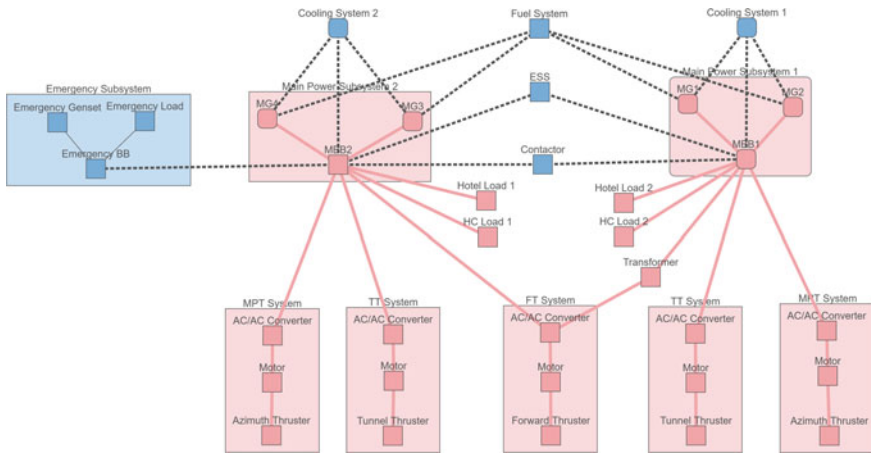 Cooling System 2
Fuel System
Cooling System 1
Emergency Subsystem
Main Power Subsystem 2
ESS
Main Power Subsystem 1
Emergency Genset
Emergency Load
MG4
MG3
MG1
MG2
Emergency BB
MBB2
Contactor
MBB1
Hotel Load 1
Hotel Load 2
HC Load 1
HC Load 2
Transformer
MPT System
TT System
FT System
TT System
MPT System
AC/AC Converter
AC/AC Converter
AC/AC Converter
AC/AC Converter
AC/AC Converter
Motor
Motor
Motor
Motor
Motor
Azimuth Thruster
Tunnel Thruster
Forward Thruster
Tunnel Thruster
Azimuth Thruster